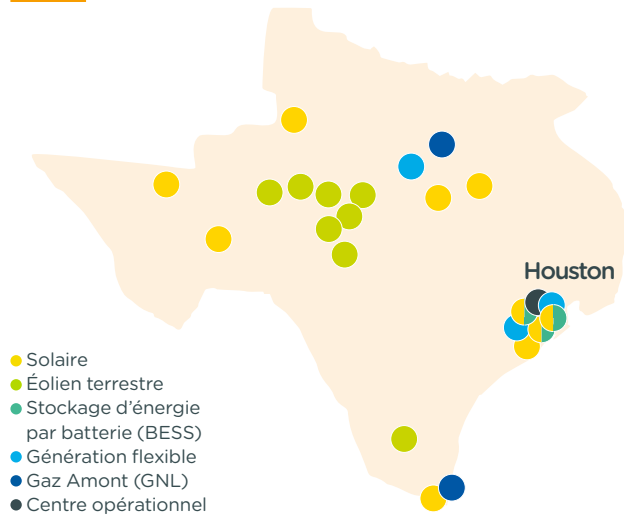 Houston
Solaire
Éolien terrestre
Stockage d'énergie
par batterie (BESS)
Génération flexible
Gaz Amont (GNL)
Centre opérationnel